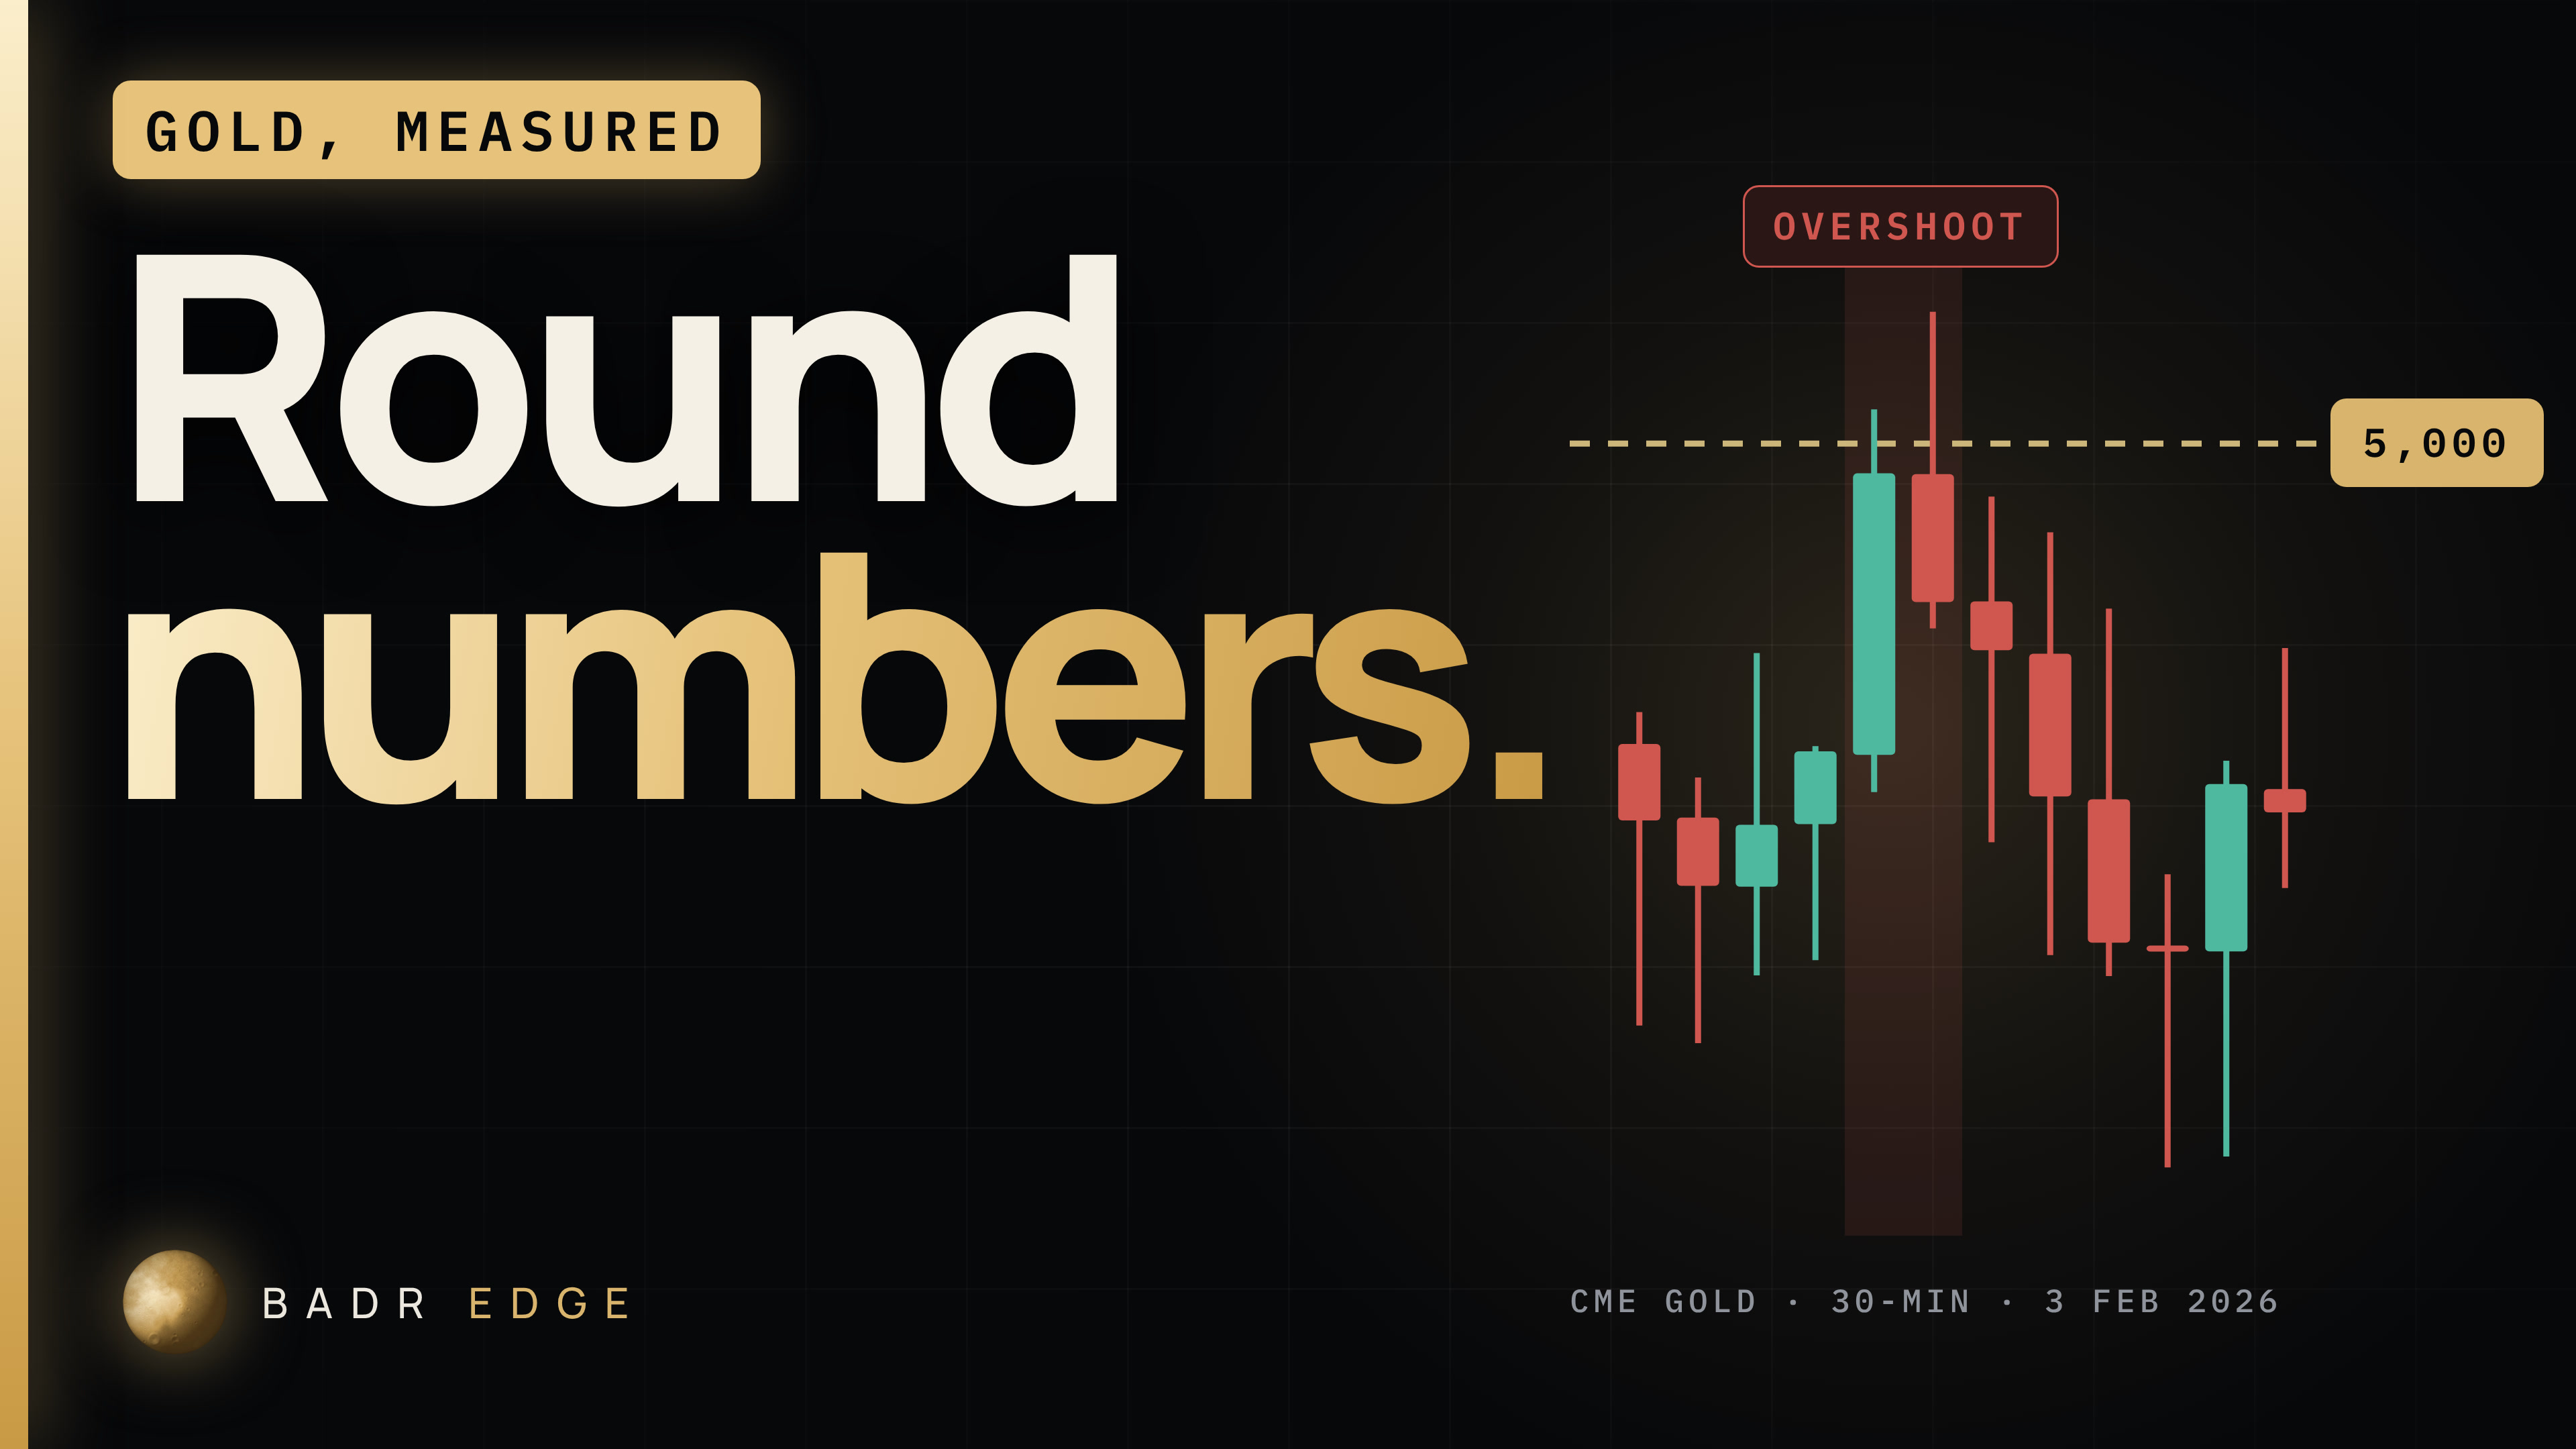 GOLD, MEASURED
Round
numbers.
OVERSHOOT
5,000
BADR EDGE
CME GOLD · 30-MIN · 3 FEB 2026